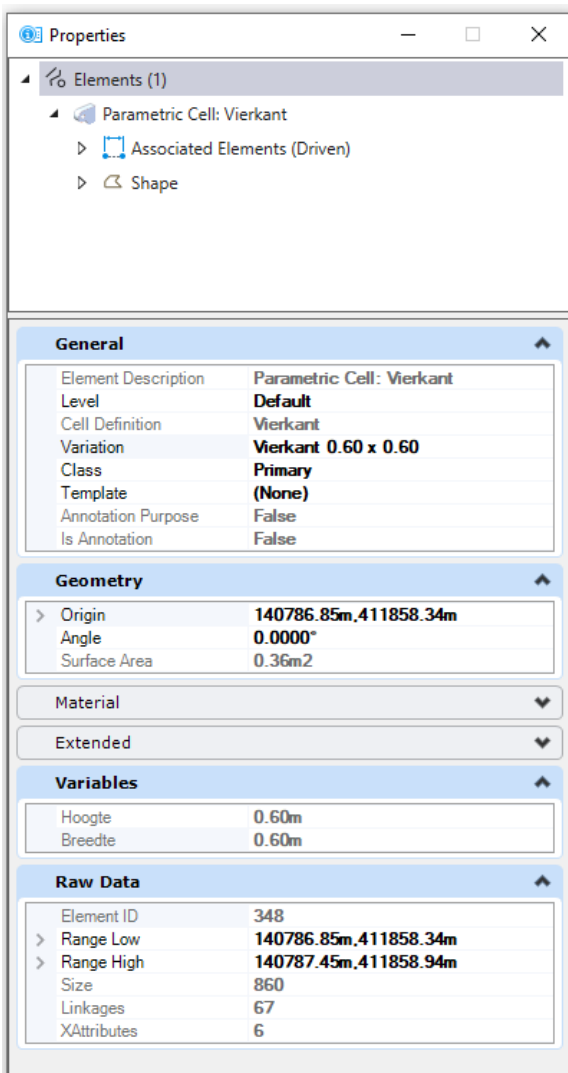 Properties
Elements (1)
Parametric Cell: Vierkant
Associated Elements (Driven)
Shape
General
Element Description Parametric Cell: Vierkant
Level Default
Cell Definition Vierkant
Variation Vierkant 0.60 x 0.60
Class Primary
Template (None)
Annotation Purpose False
Is Annotation False
Geometry
Origin 140786.85m,411858.34m
Angle 0.0000°
Surface Area 0.36m2
Material
Extended
Variables
Hoogte 0.60m
Breedte 0.60m
Raw Data
Element ID 348
Range Low 140786.85m,411858.34m
Range High 140787.45m,411858.94m
Size 860
Linkages 67
XAttributes 6